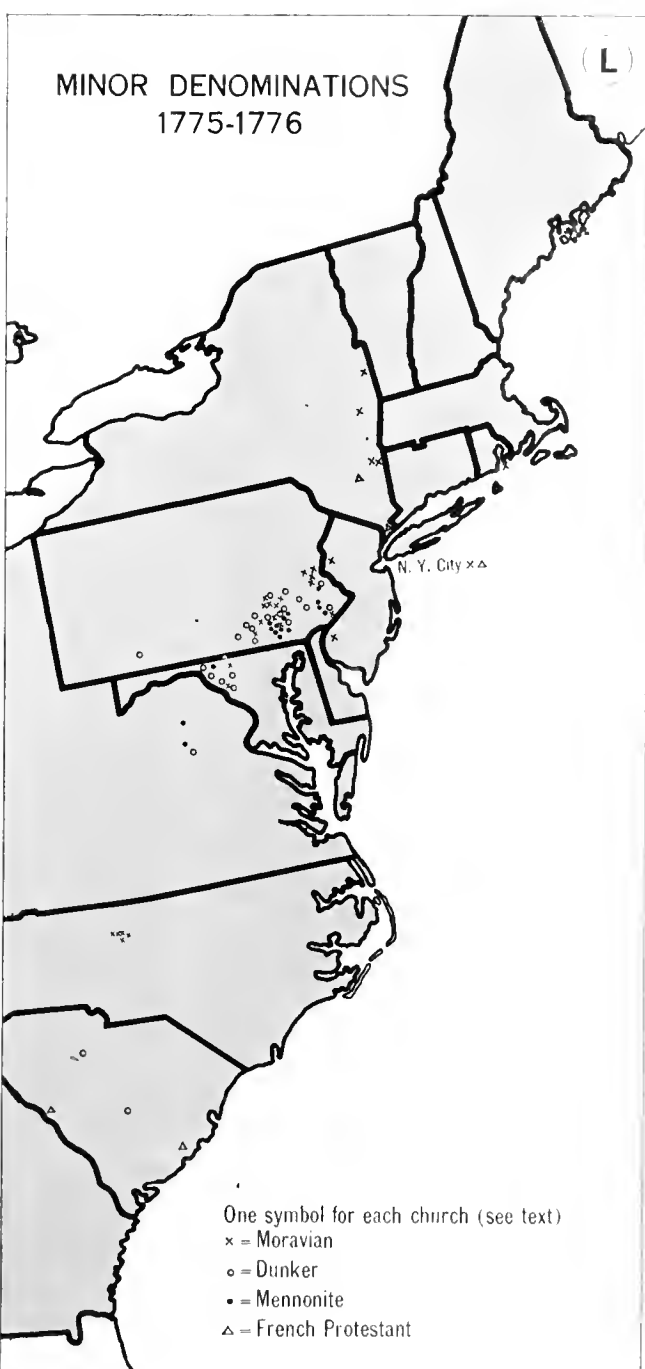 (L)
MINOR DENOMINATIONS
1775-1776
N. Y. City x △
One symbol for each church (see text)
x = Moravian
o = Dunker
• = Mennonite
△ = French Protestant